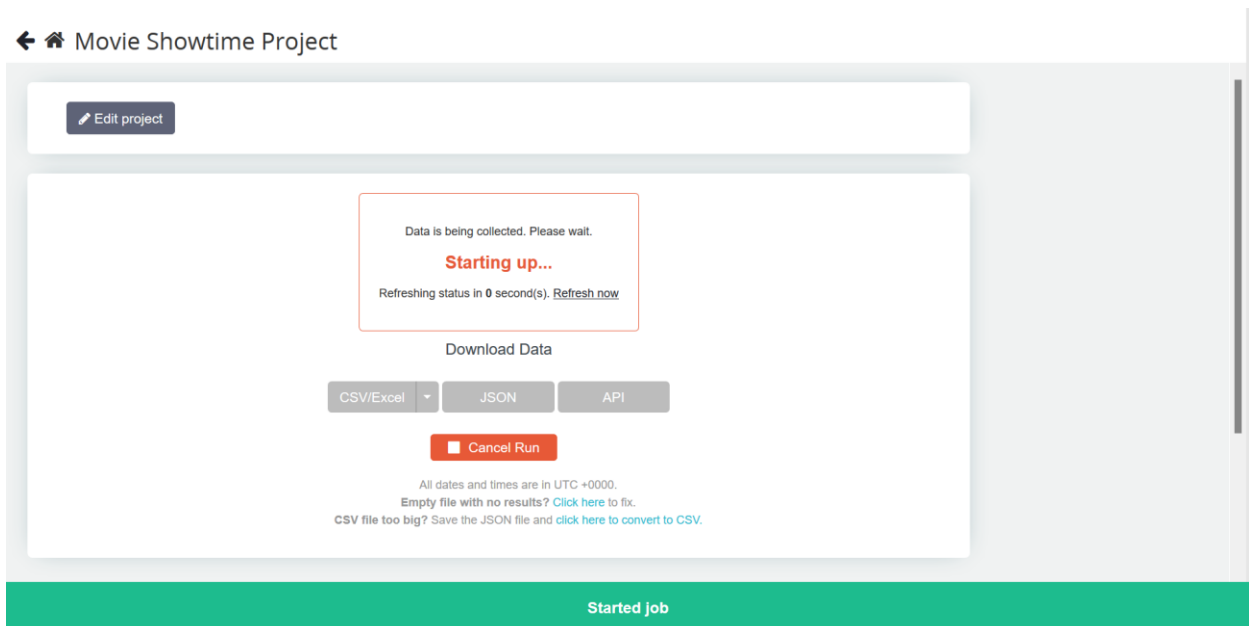 Movie Showtime Project
Edit project
Data is being collected. Please wait.
Starting up...
Refreshing status in 0 second(s). Refresh now
Download Data
CSV/Excel JSON API
Cancel Run
All dates and times are in UTC +0000.
Empty file with no results? Click here to fix.
CSV file too big? Save the JSON file and click here to convert to CSV.
Started job